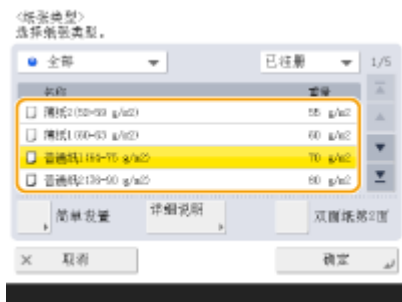 <纸张类型>
选择纸张类型。
全部 已注册 1/5
名称 重量
薄纸2(52-59 g/m2) 55 g/m2
薄纸1(60-63 g/m2) 60 g/m2
普通纸1(64-75 g/m2) 70 g/m2
普通纸2(76-90 g/m2) 80 g/m2
简单设置 详细说明 双面纸第2面
× 取消 确定